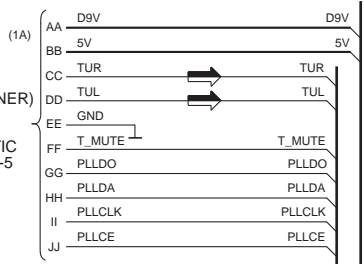 (1A)
NER)
TIC
-5
AA D9V D9V
BB 5V 5V
CC TUR TUR
DD TUL TUL
EE GND
FF T_MUTE T_MUTE
GG PLLDO PLLDO
HH PLLDA PLLDA
II PLLCLK PLLCLK
JJ PLLCE PLLCE